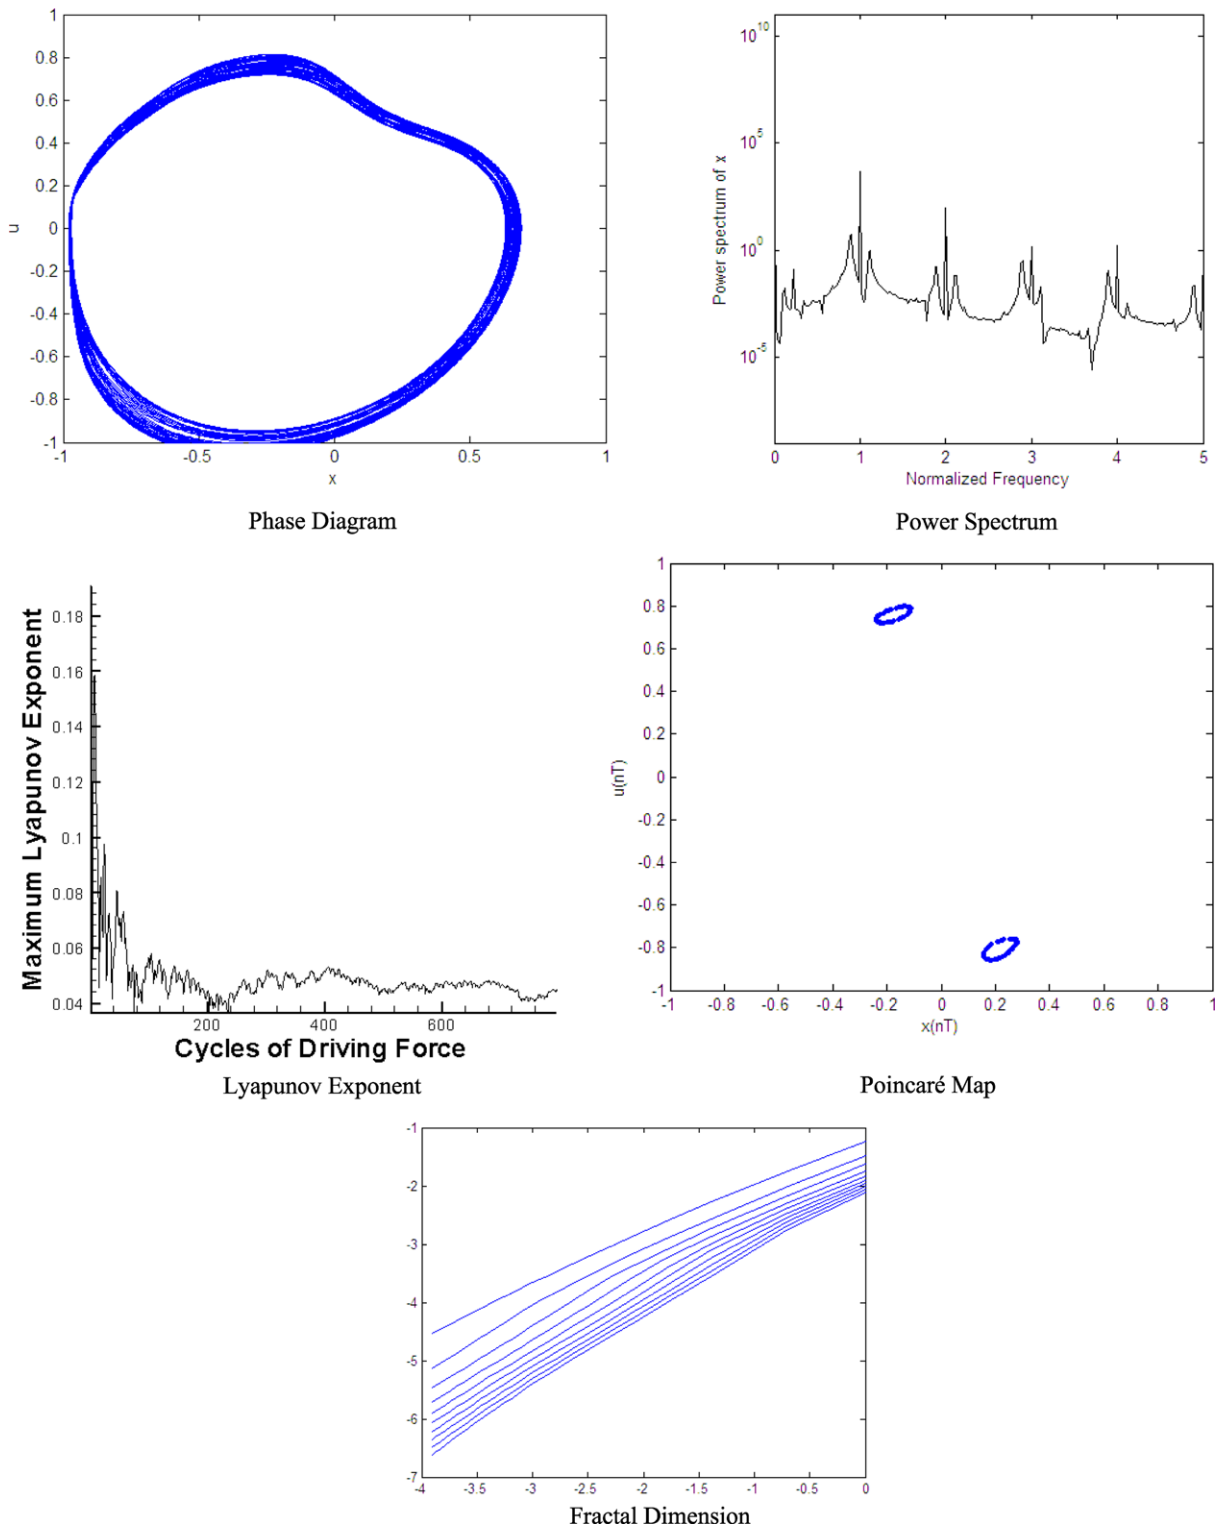 1
0.8
0.6
0.4
0.2
0
-0.2
-0.4
-0.6
-0.8
-1
u
-1 -0.5 0 0.5 1
x
Phase Diagram
10^10
10^5
10^0
10^-5
Power spectrum of x
0 1 2 3 4 5
Normalized Frequency
Power Spectrum
0.18
0.16
0.14
0.12
0.1
0.08
0.06
0.04
Maximum Lyapunov Exponent
200 400 600
Cycles of Driving Force
Lyapunov Exponent
1
0.8
0.6
0.4
0.2
0
-0.2
-0.4
-0.6
-0.8
-1
u(nT)
-1 -0.8 -0.6 -0.4 -0.2 0 0.2 0.4 0.6 0.8 1
x(nT)
Poincaré Map
-1
-2
-3
-4
-5
-6
-7
-4 -3.5 -3 -2.5 -2 -1.5 -1 -0.5 0
Fractal Dimension